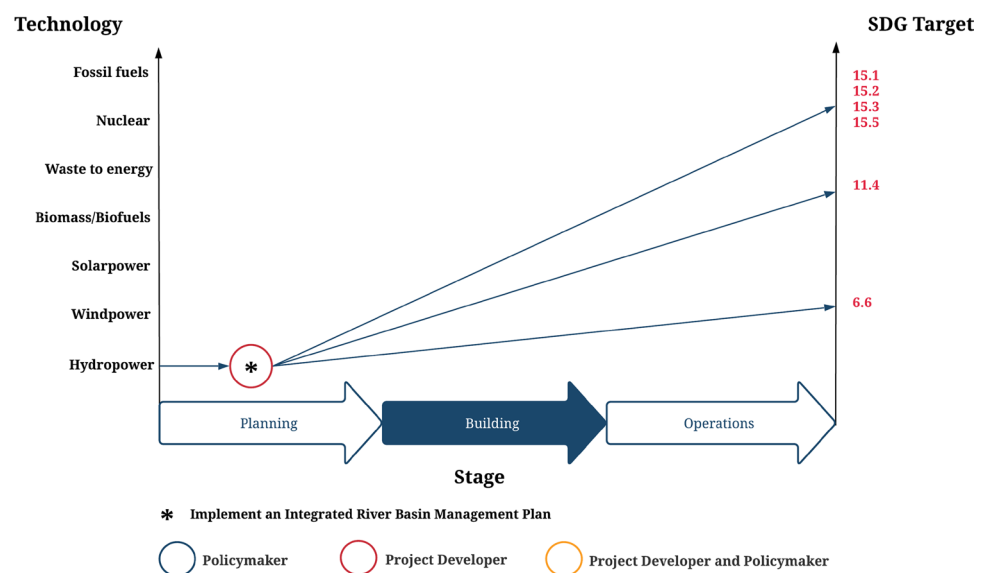 Technology
SDG Target
Fossil fuels
Nuclear
Waste to energy
Biomass/Biofuels
Solarpower
Windpower
Hydropower
*
15.1
15.2
15.3
15.5
11.4
6.6
Planning
Building
Operations
Stage
* Implement an Integrated River Basin Management Plan
Policymaker
Project Developer
Project Developer and Policymaker